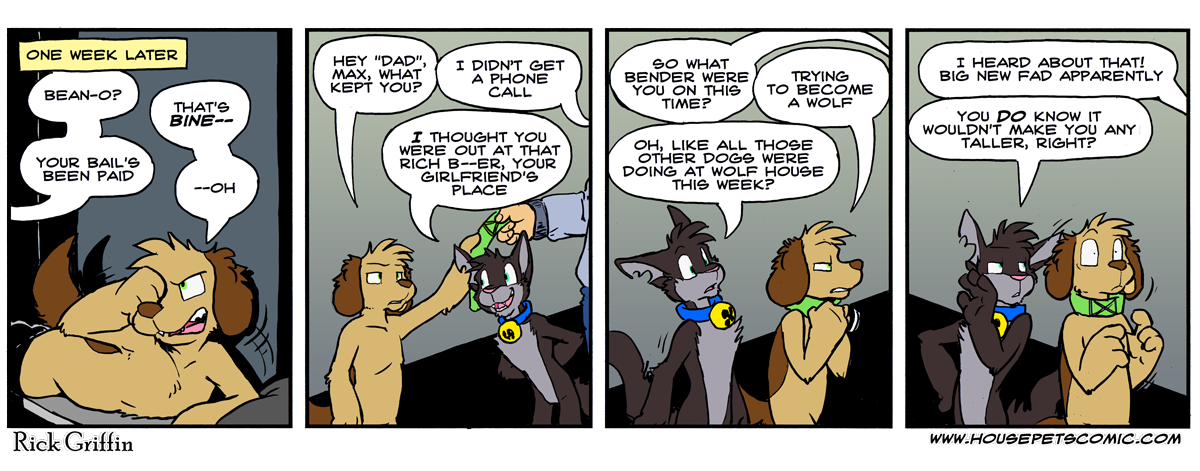 ONE WEEK LATER
BEAN-O?
YOUR BAIL'S
BEEN PAID
THAT'S
BINE--
--OH
HEY "DAD",
MAX, WHAT
KEPT YOU?
I DIDN'T GET
A PHONE
CALL
I THOUGHT YOU
WERE OUT AT THAT
RICH B--ER, YOUR
GIRLFRIEND'S
PLACE
SO WHAT
BENDER WERE
YOU ON THIS
TIME?
TRYING
TO BECOME
A WOLF
OH, LIKE ALL THOSE
OTHER DOGS WERE
DOING AT WOLF HOUSE
THIS WEEK?
I HEARD ABOUT THAT!
BIG NEW FAD APPARENTLY
YOU DO KNOW IT
WOULDN'T MAKE YOU ANY
TALLER, RIGHT?
Rick Griffin
WWW.HOUSEPETSCOMIC.COM